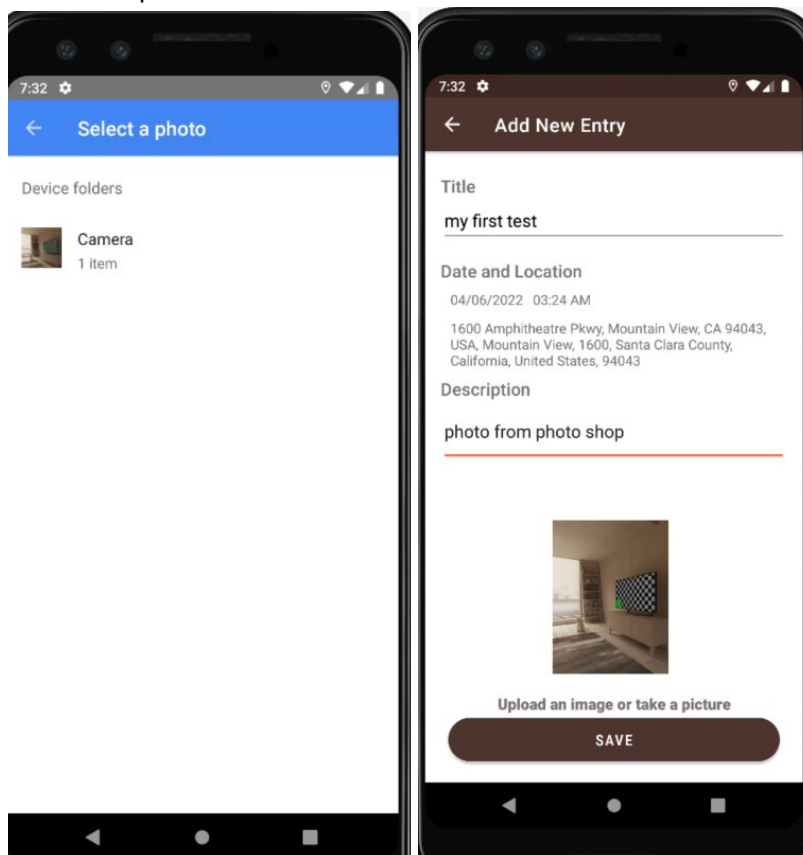 7:32
Select a photo
Device folders
Camera
1 item
7:32
Add New Entry
Title
my first test
Date and Location
04/06/2022 03:24 AM
1600 Amphitheatre Pkwy, Mountain View, CA 94043,
USA, Mountain View, 1600, Santa Clara County,
California, United States, 94043
Description
photo from photo shop
Upload an image or take a picture
SAVE